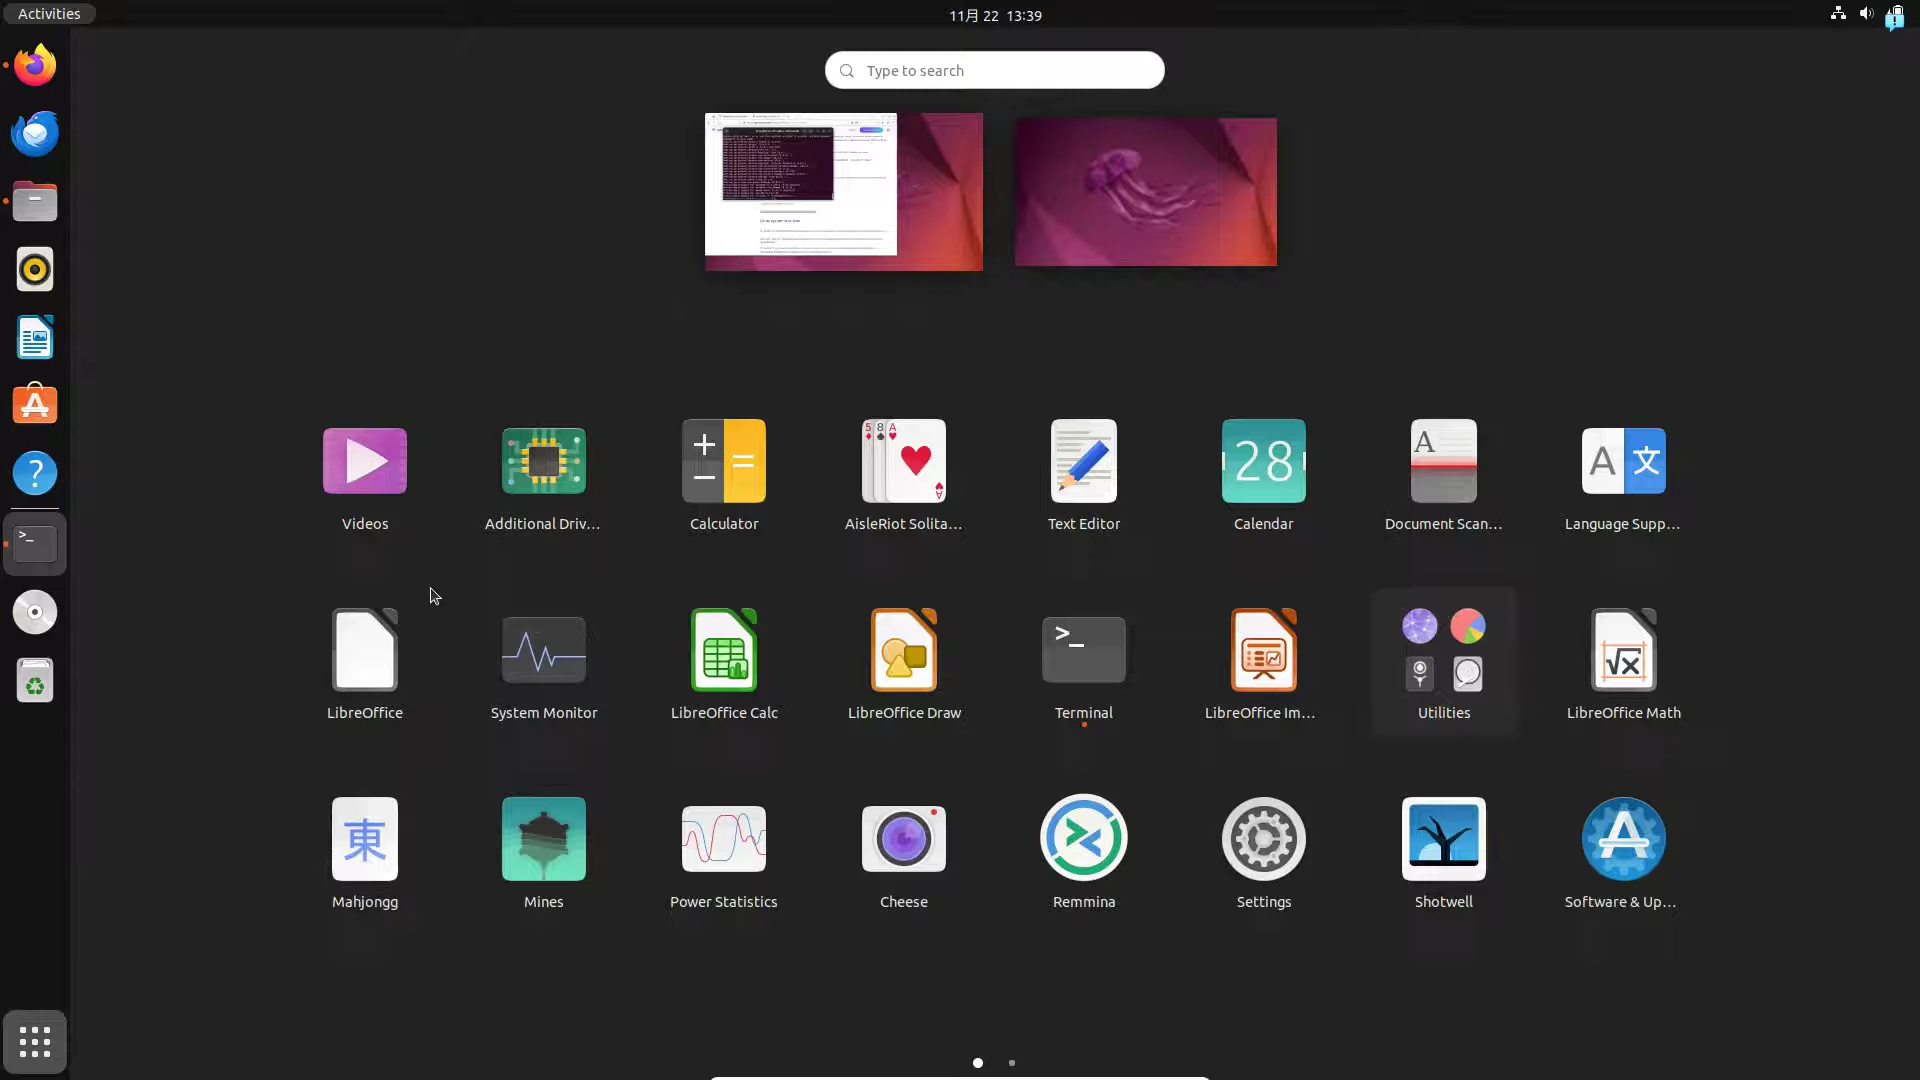 Activities
11月 22 13:39
Type to search
Videos
Additional Driv...
Calculator
AisleRiot Solita...
Text Editor
Calendar
Document Scan...
Language Supp...
LibreOffice
System Monitor
LibreOffice Calc
LibreOffice Draw
Terminal
LibreOffice Im...
Utilities
LibreOffice Math
Mahjongg
Mines
Power Statistics
Cheese
Remmina
Settings
Shotwell
Software & Up...